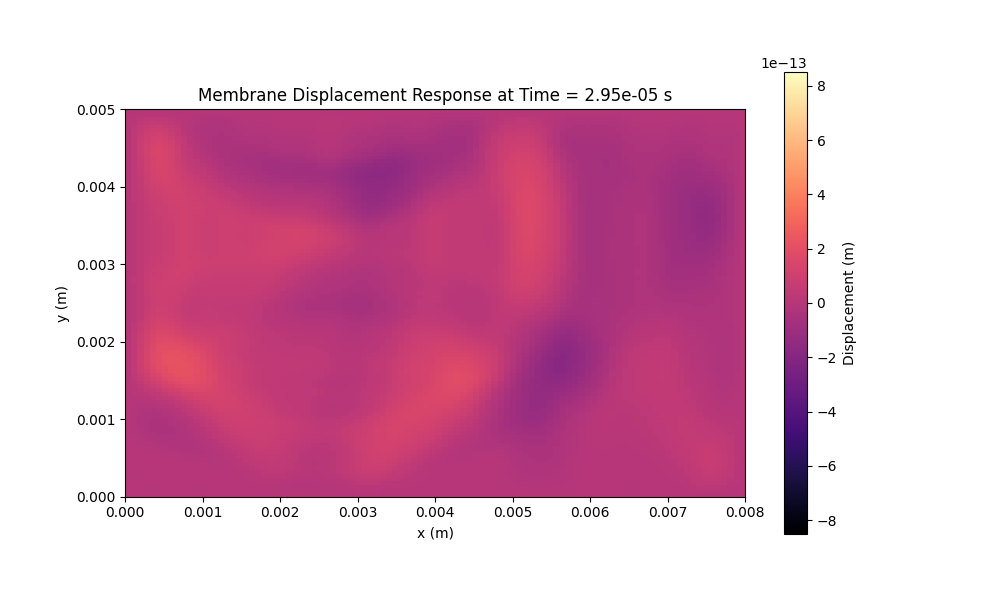 1e−13
Membrane Displacement Response at Time = 2.95e-05 s
0.005
0.004
0.003
0.002
0.001
0.000
y (m)
0.000 0.001 0.002 0.003 0.004 0.005 0.006 0.007 0.008
x (m)
8
6
4
2
0
−2
−4
−6
−8
Displacement (m)